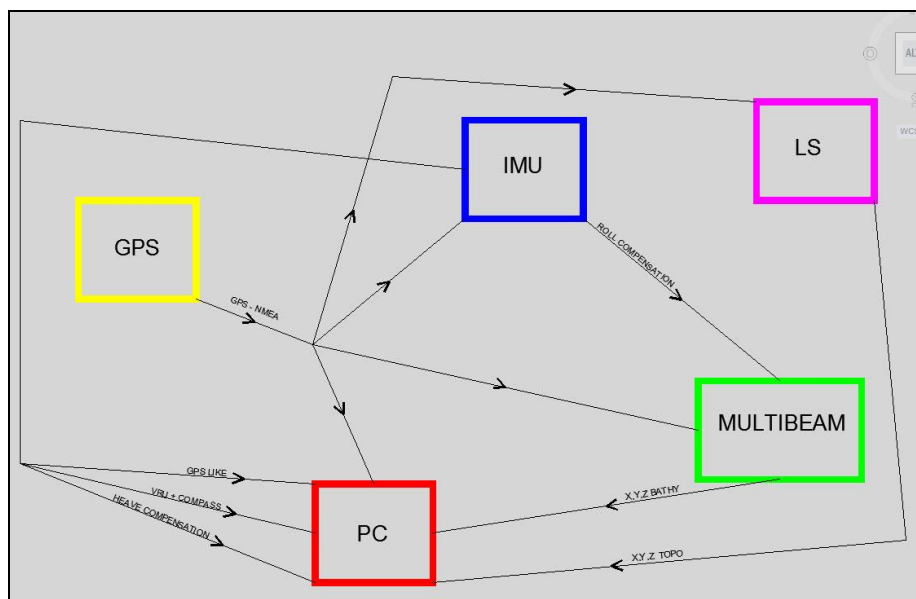 LS
IMU
GPS
ROLL COMPENSATION
GPS - NMEA
MULTIBEAM
GPS LIKE
VRU + COMPASS
HEAVE COMPENSATION
X,Y,Z BATHY
PC
X,Y,Z TOPO